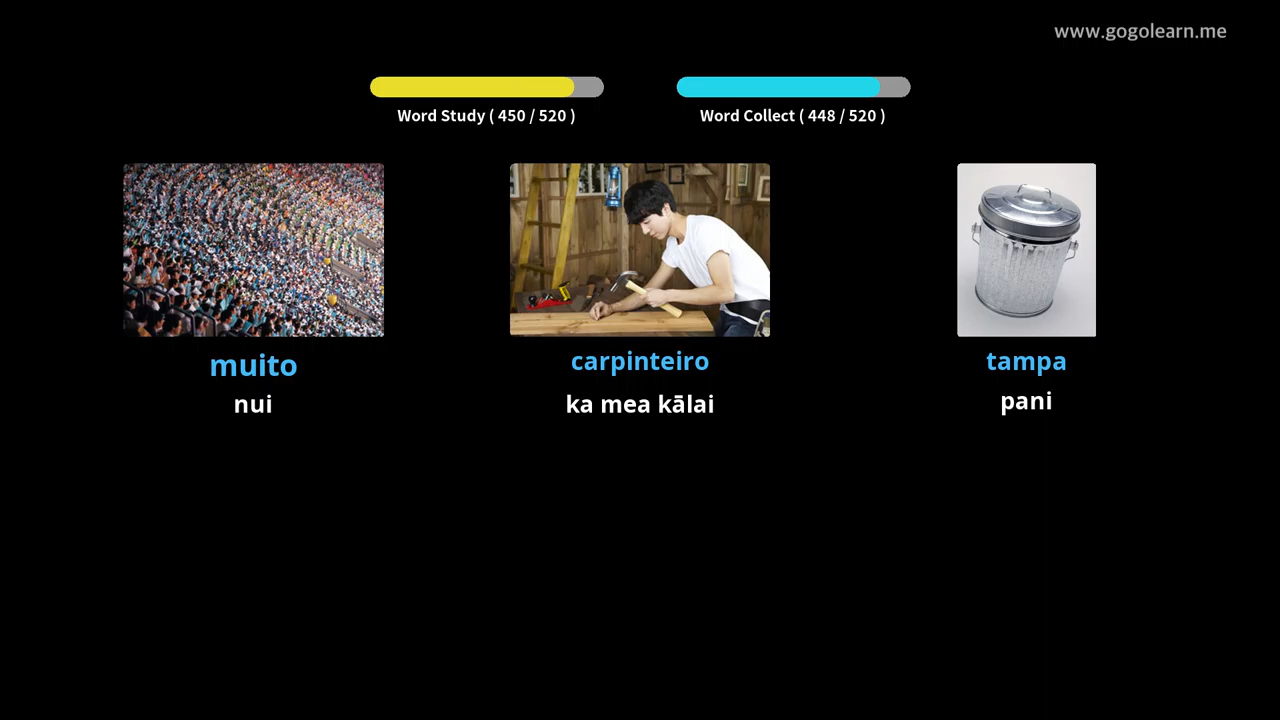 www.gogolearn.me
Word Study ( 450 / 520 )
Word Collect ( 448 / 520 )
muito
nui
carpinteiro
ka mea kālai
tampa
pani